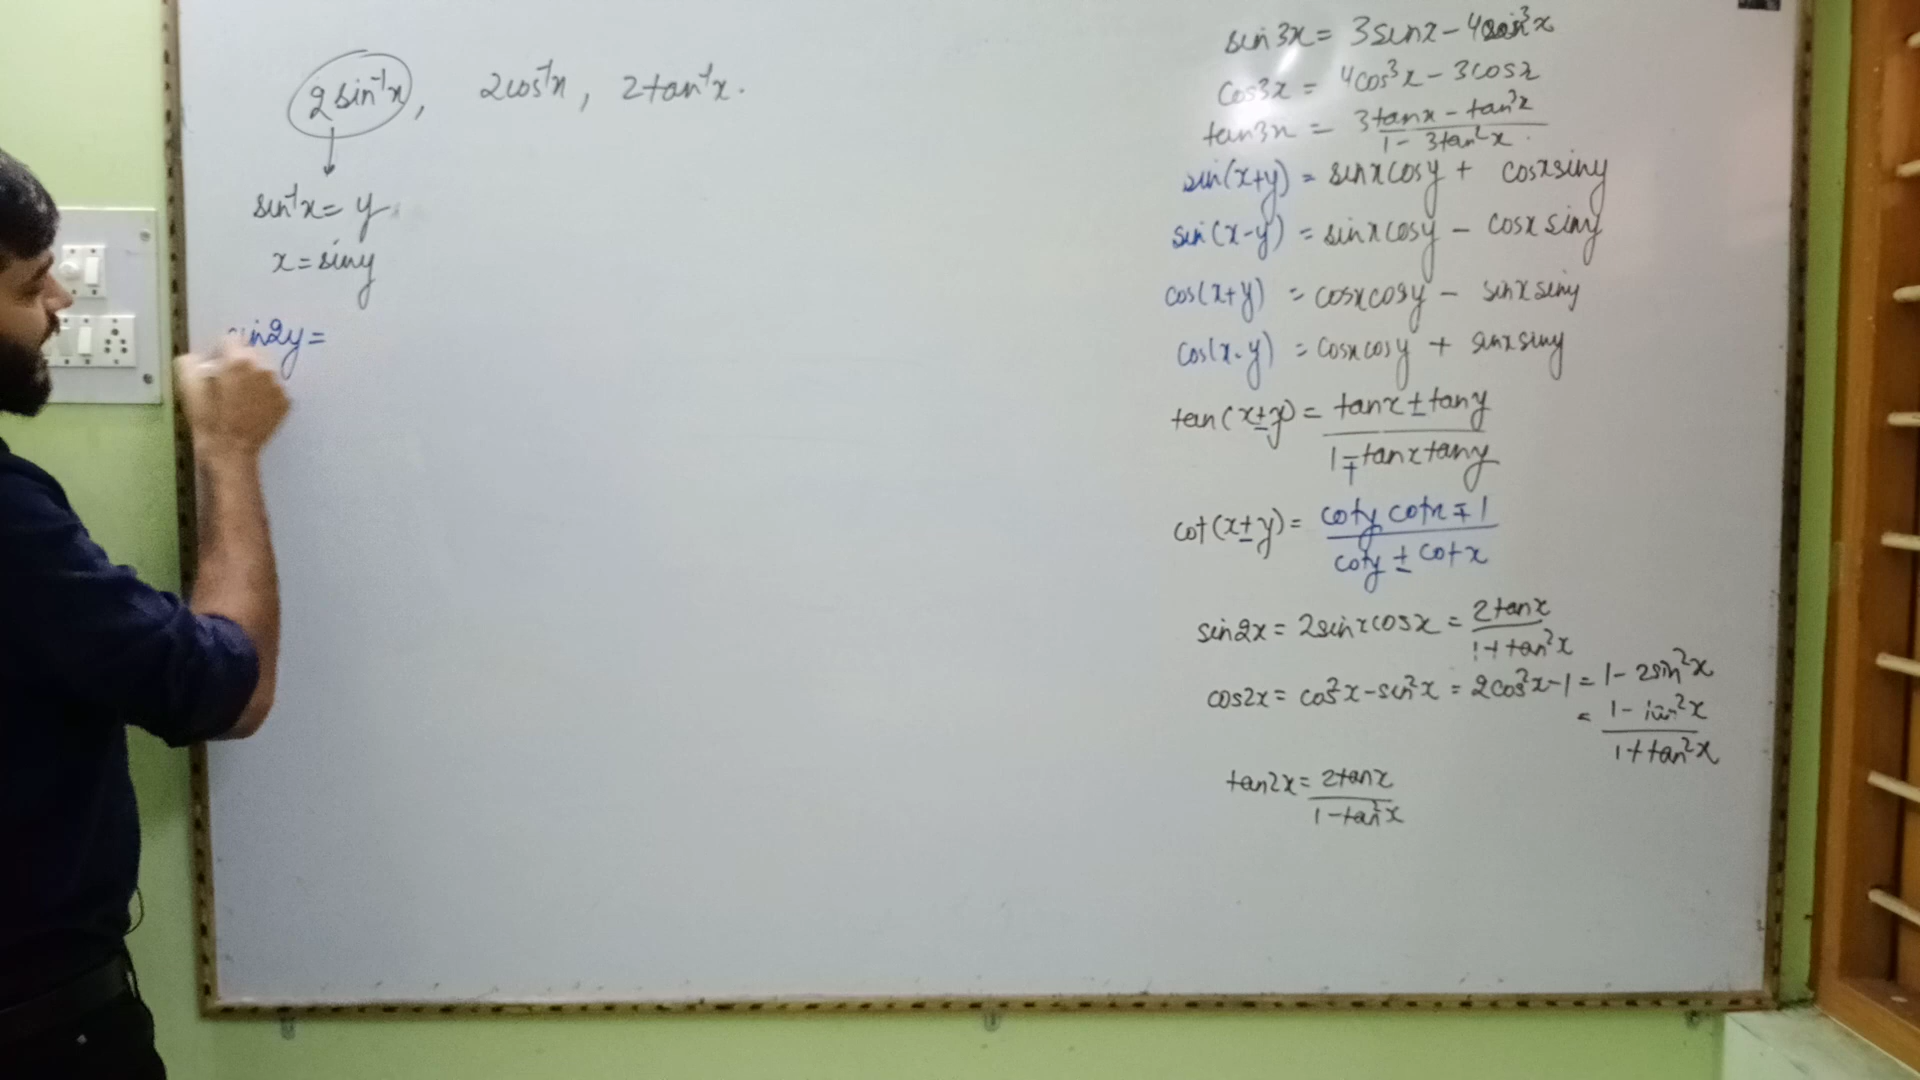 2sin⁻¹x, 2cos⁻¹x, 2tan⁻¹x.
sin⁻¹x = y
x = siny
sin2y =
sin3x = 3sinx - 4sin³x
cos3x = 4cos³x - 3cosx
tan3x = 3tanx - tan³x
1 - 3tan²x
sin(x+y) = sinxcosy + cosxsiny
sin(x-y) = sinxcosy - cosxsiny
cos(x+y) = cosxcosy - sinxsiny
cos(x-y) = cosxcosy + sinxsiny
tan(x±y) = tanx±tany
1∓tanxtany
cot(x±y) = coty cotx∓1
coty ± cotx
sin2x = 2sinxcosx = 2tanx
1+tan²x
cos2x = cos²x-sin²x = 2cos²x-1 = 1-2sin²x
= 1-tan²x
1+tan²x
tan2x = 2tanx
1-tan²x